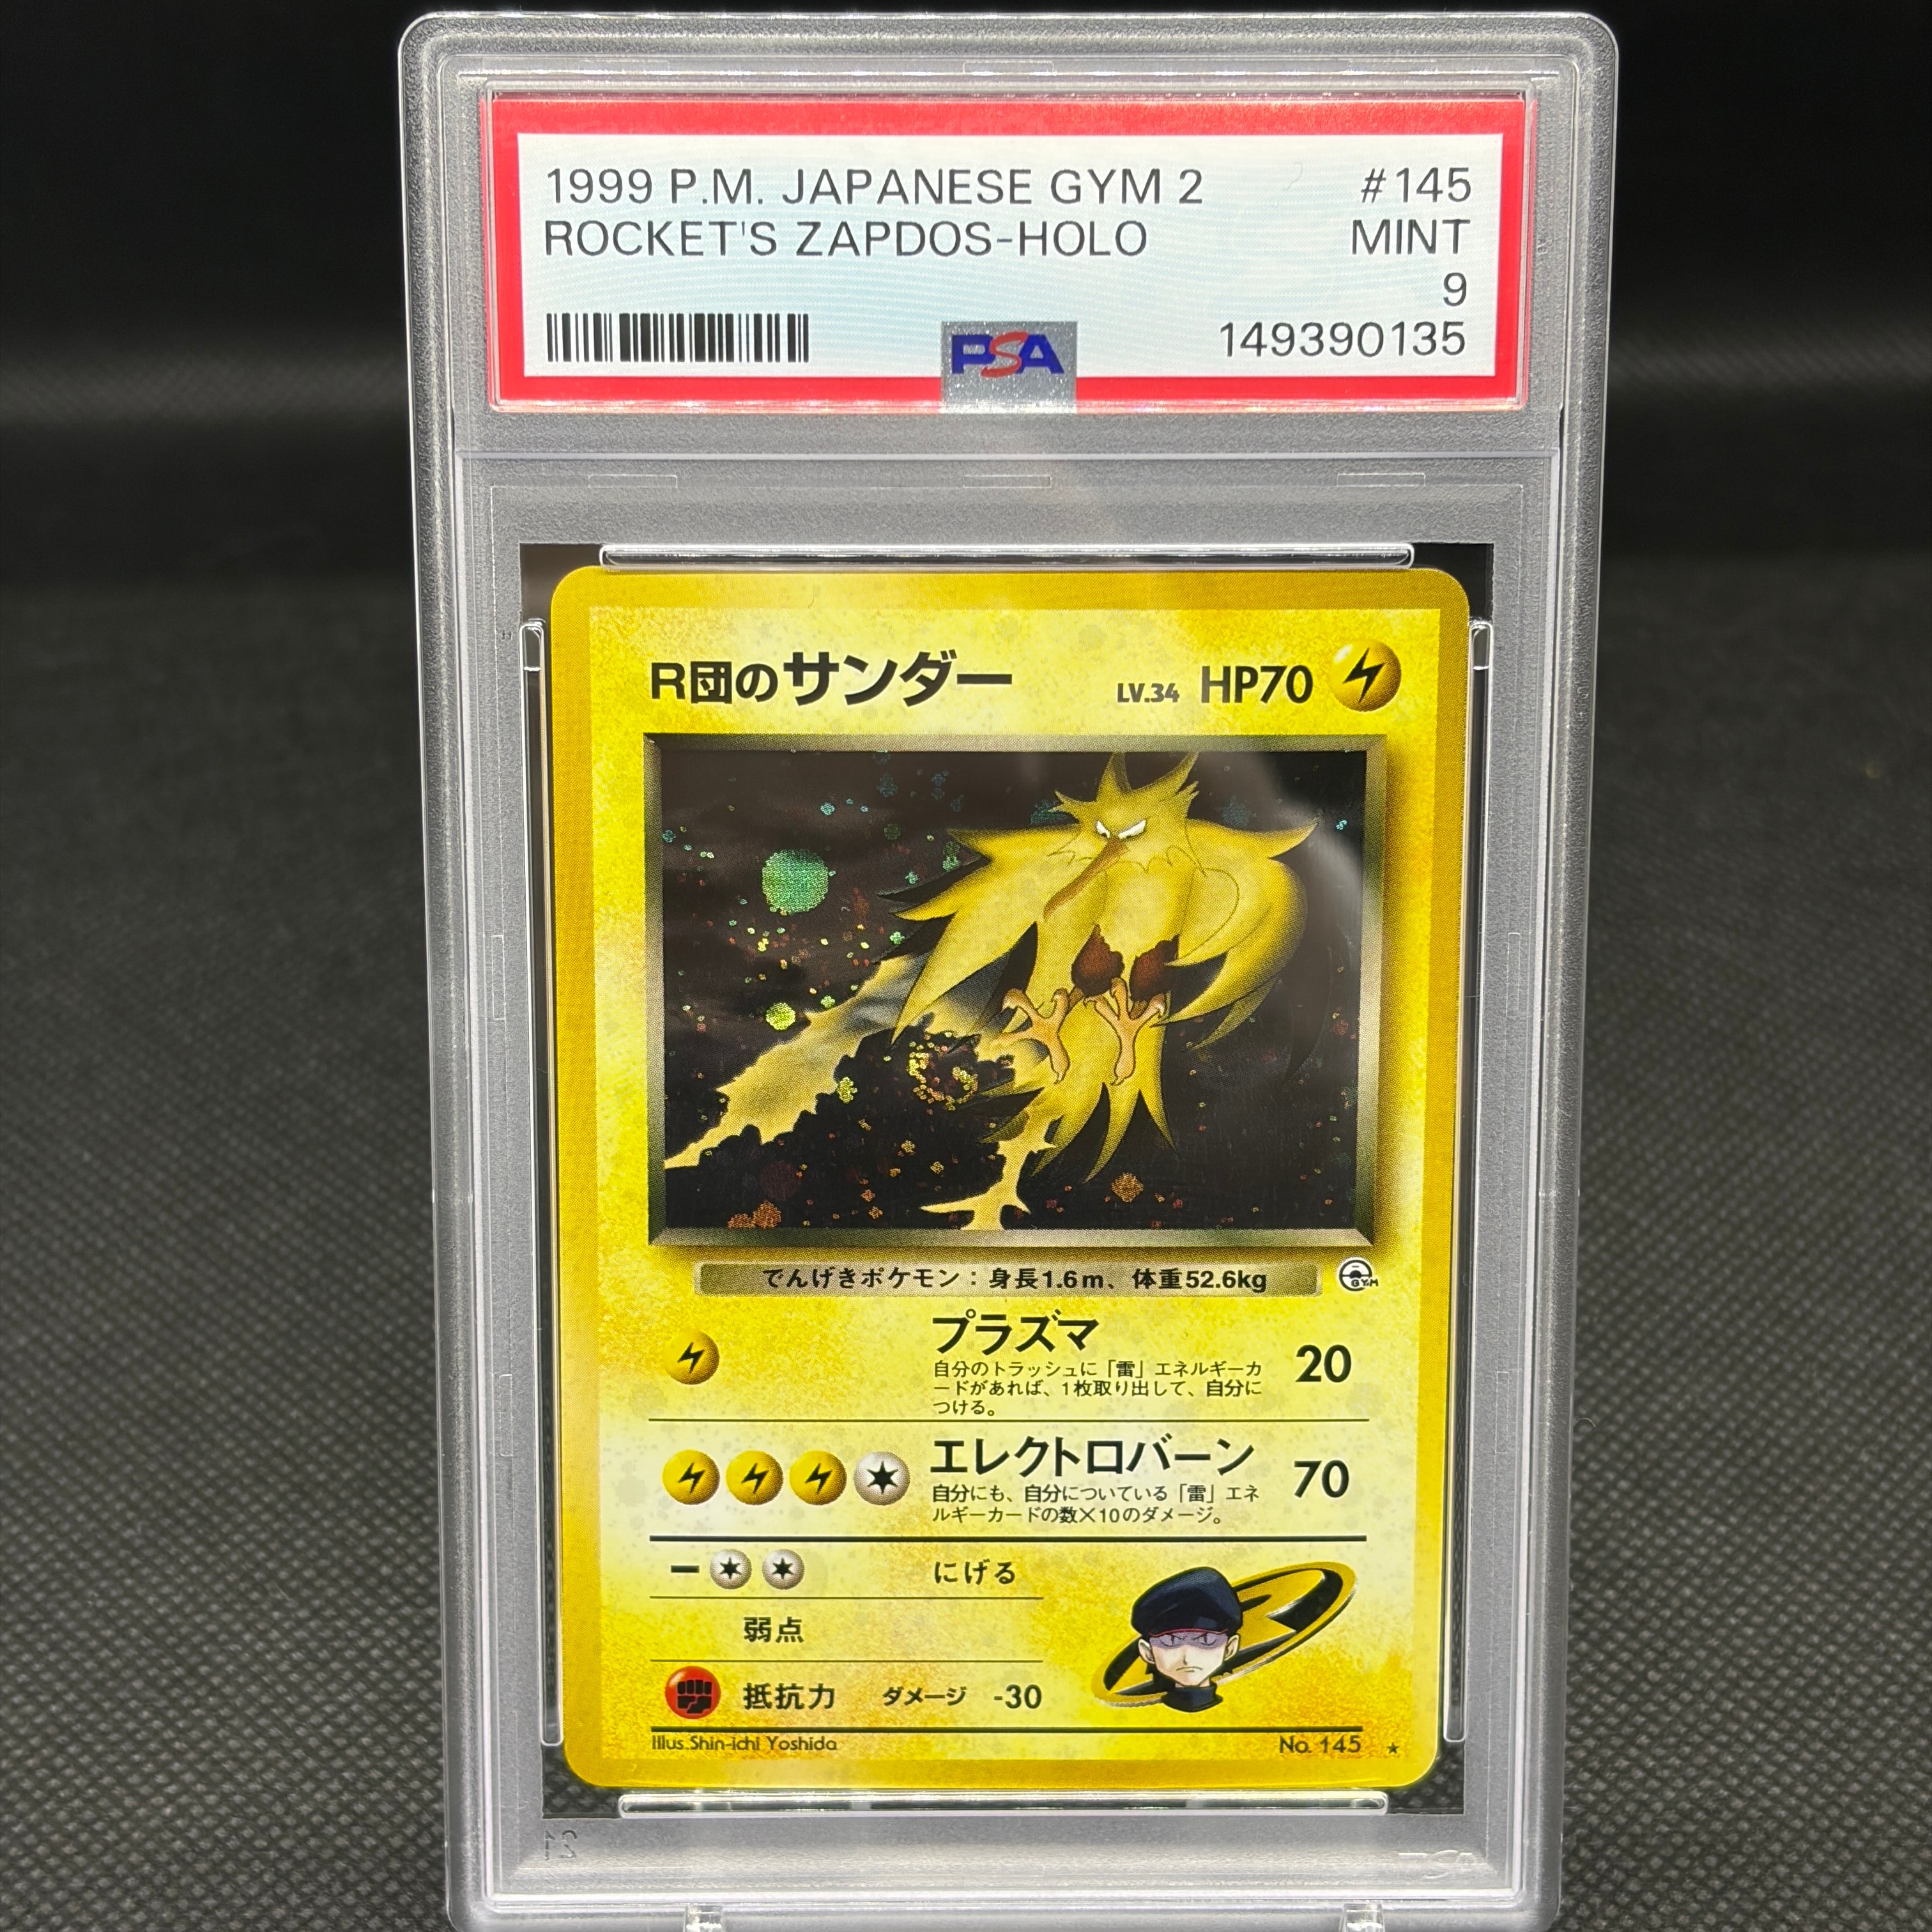 1999 P.M. JAPANESE GYM 2 #145
ROCKET'S ZAPDOS-HOLO MINT
9
PSA 149390135
R団のサンダー LV.34 HP70
でんげきポケモン：身長1.6m、体重52.6kg
GYM
プラズマ 20
自分のトラッシュに「雷」エネルギーカ
ードがあれば、1枚取り出して、自分に
つける。
エレクトロバーン 70
自分にも、自分についている「雷」エネ
ルギーカードの数×10のダメージ。
にげる
弱点
抵抗力 ダメージ -30
Illus.Shin-ichi Yoshida No. 145 ★